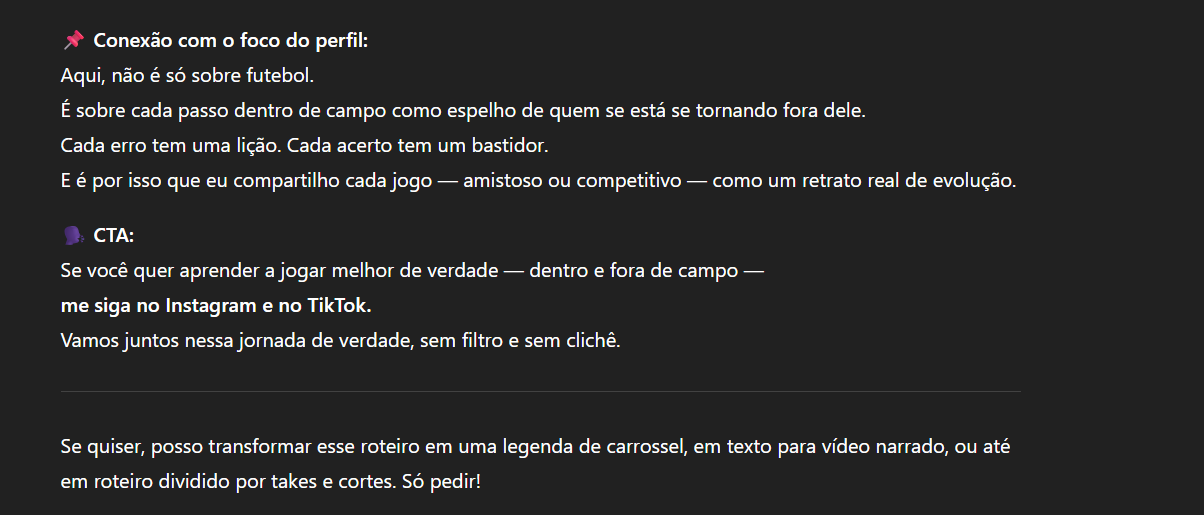 📌 Conexão com o foco do perfil:
Aqui, não é só sobre futebol.
É sobre cada passo dentro de campo como espelho de quem se está se tornando fora dele.
Cada erro tem uma lição. Cada acerto tem um bastidor.
E é por isso que eu compartilho cada jogo — amistoso ou competitivo — como um retrato real de evolução.
🗣 CTA:
Se você quer aprender a jogar melhor de verdade — dentro e fora de campo —
me siga no Instagram e no TikTok.
Vamos juntos nessa jornada de verdade, sem filtro e sem clichê.
Se quiser, posso transformar esse roteiro em uma legenda de carrossel, em texto para vídeo narrado, ou até
em roteiro dividido por takes e cortes. Só pedir!